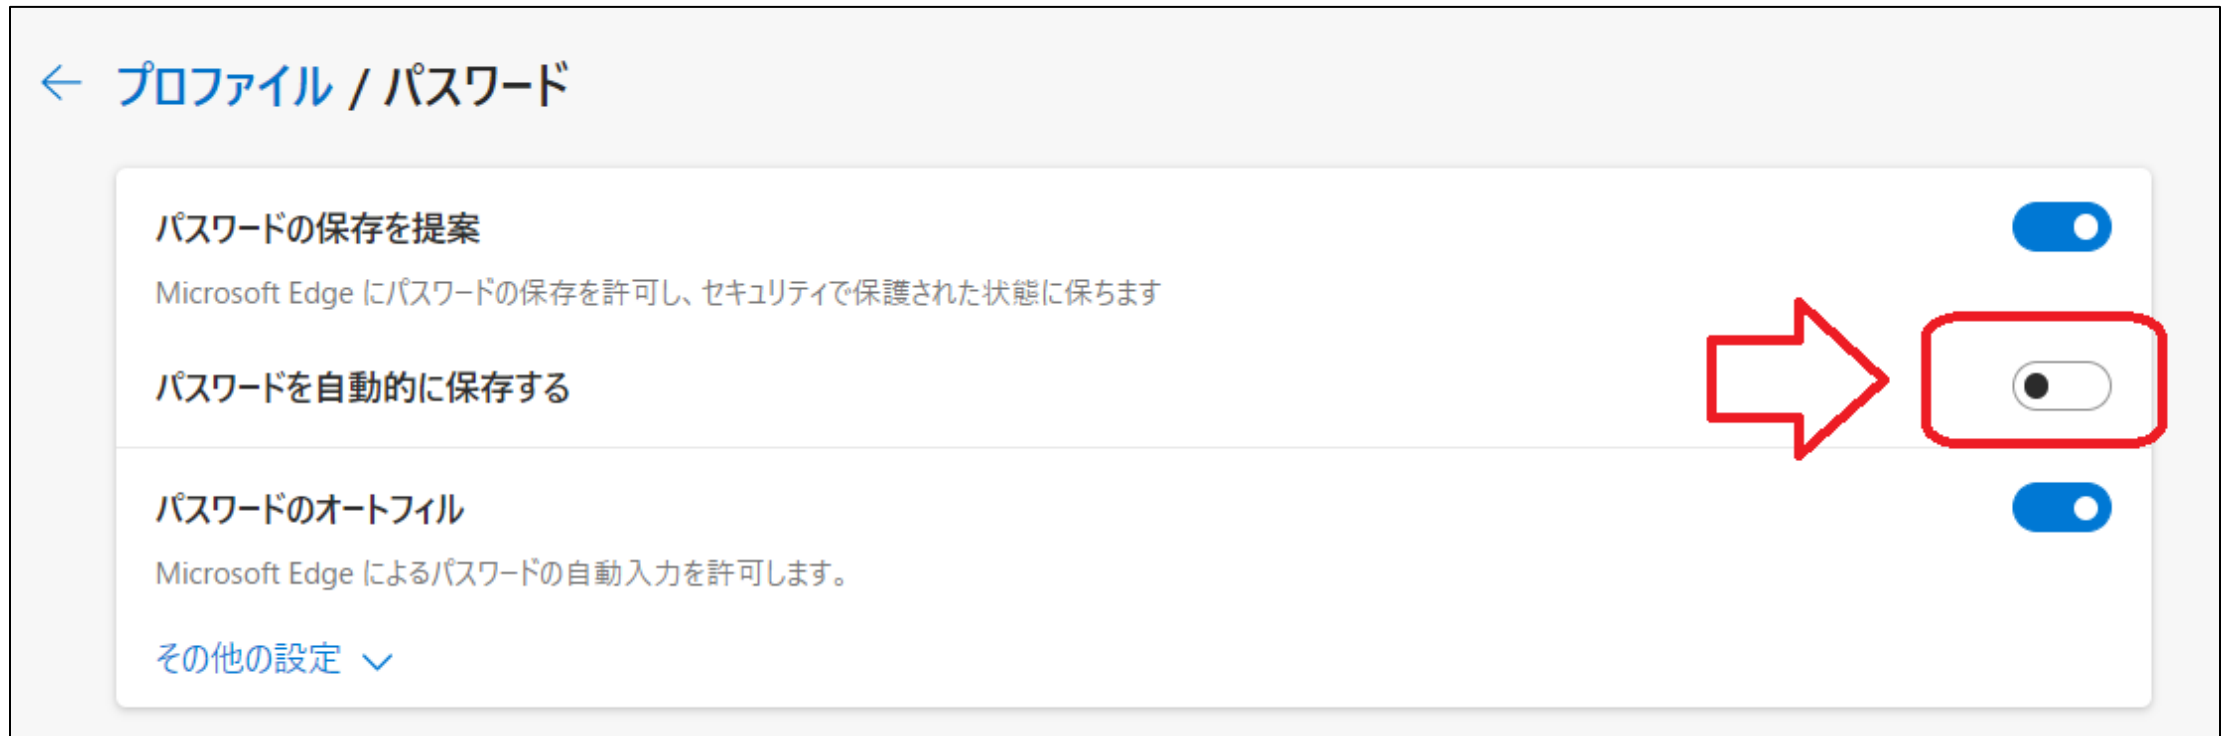 プロファイル / パスワード
パスワードの保存を提案
Microsoft Edge にパスワードの保存を許可し、セキュリティで保護された状態に保ちます
パスワードを自動的に保存する
パスワードのオートフィル
Microsoft Edge によるパスワードの自動入力を許可します。
その他の設定